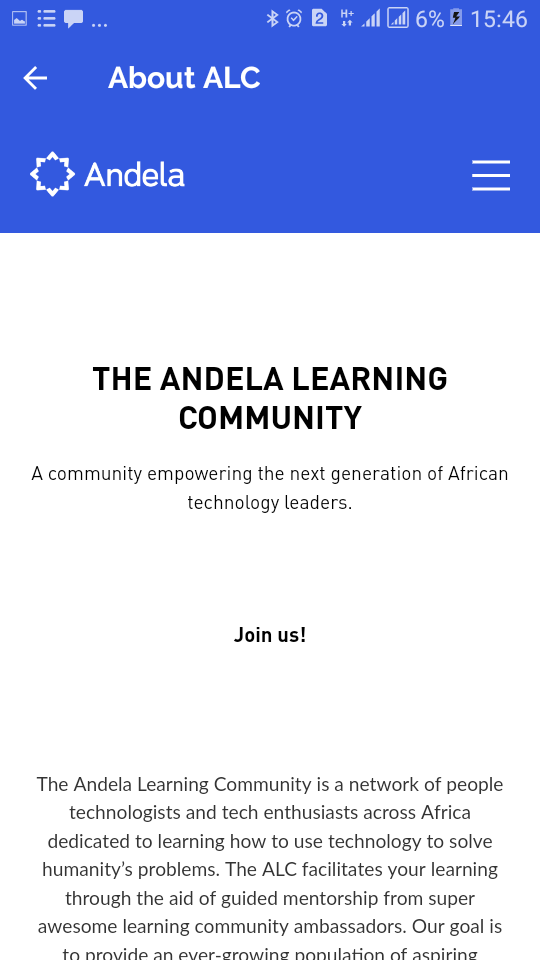 2 H+ 6% 15:46
About ALC
Andela
THE ANDELA LEARNING
COMMUNITY
A community empowering the next generation of African
technology leaders.
Join us!
The Andela Learning Community is a network of people
technologists and tech enthusiasts across Africa
dedicated to learning how to use technology to solve
humanity’s problems. The ALC facilitates your learning
through the aid of guided mentorship from super
awesome learning community ambassadors. Our goal is
to provide an ever-growing population of aspiring